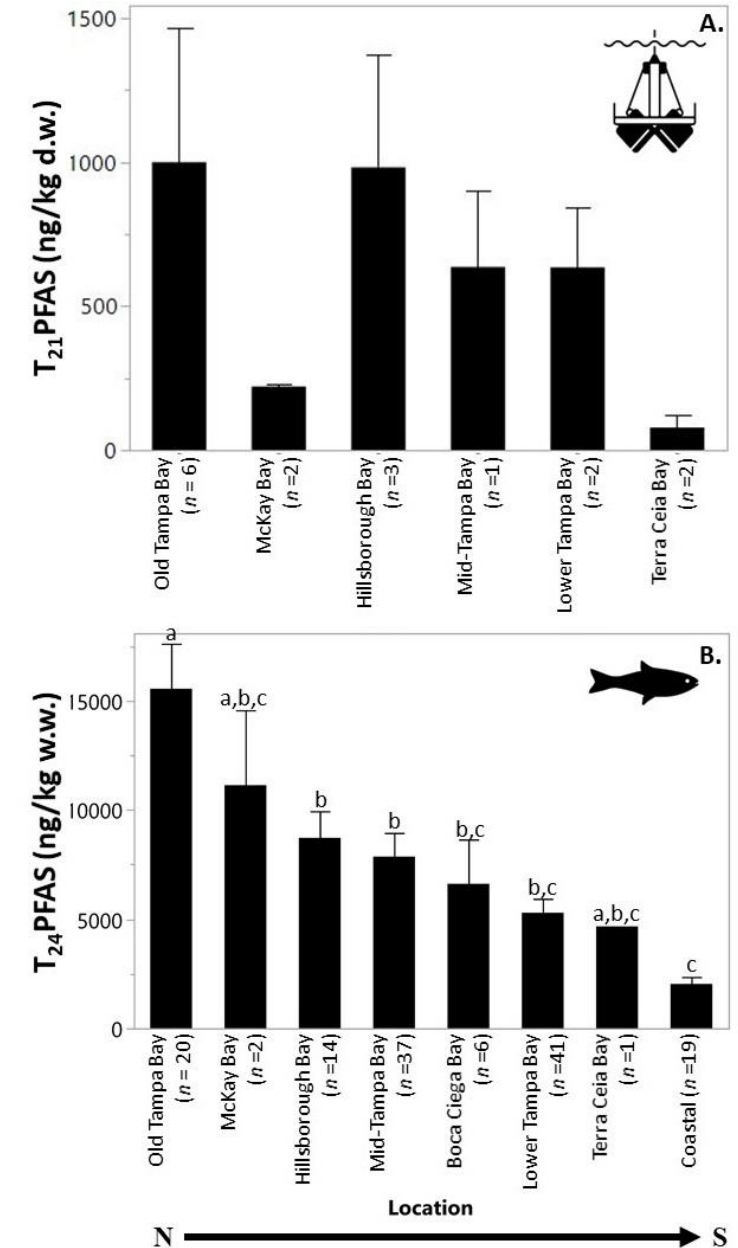 A.
T21PFAS (ng/kg d.w.)
1500
1000
500
0
Old Tampa Bay
(n = 6)
McKay Bay
(n =2)
Hillsborough Bay
(n =3)
Mid-Tampa Bay
(n =1)
Lower Tampa Bay
(n =2)
Terra Ceia Bay
(n =2)
B.
T24PFAS (ng/kg w.w.)
15000
10000
5000
0
a
a,b,c
b
b
b,c
b,c
a,b,c
c
Old Tampa Bay
(n = 20)
McKay Bay
(n =2)
Hillsborough Bay
(n =14)
Mid-Tampa Bay
(n =37)
Boca Ciega Bay
(n =6)
Lower Tampa Bay
(n =41)
Terra Ceia Bay
(n =1)
Coastal (n =19)
Location
N S